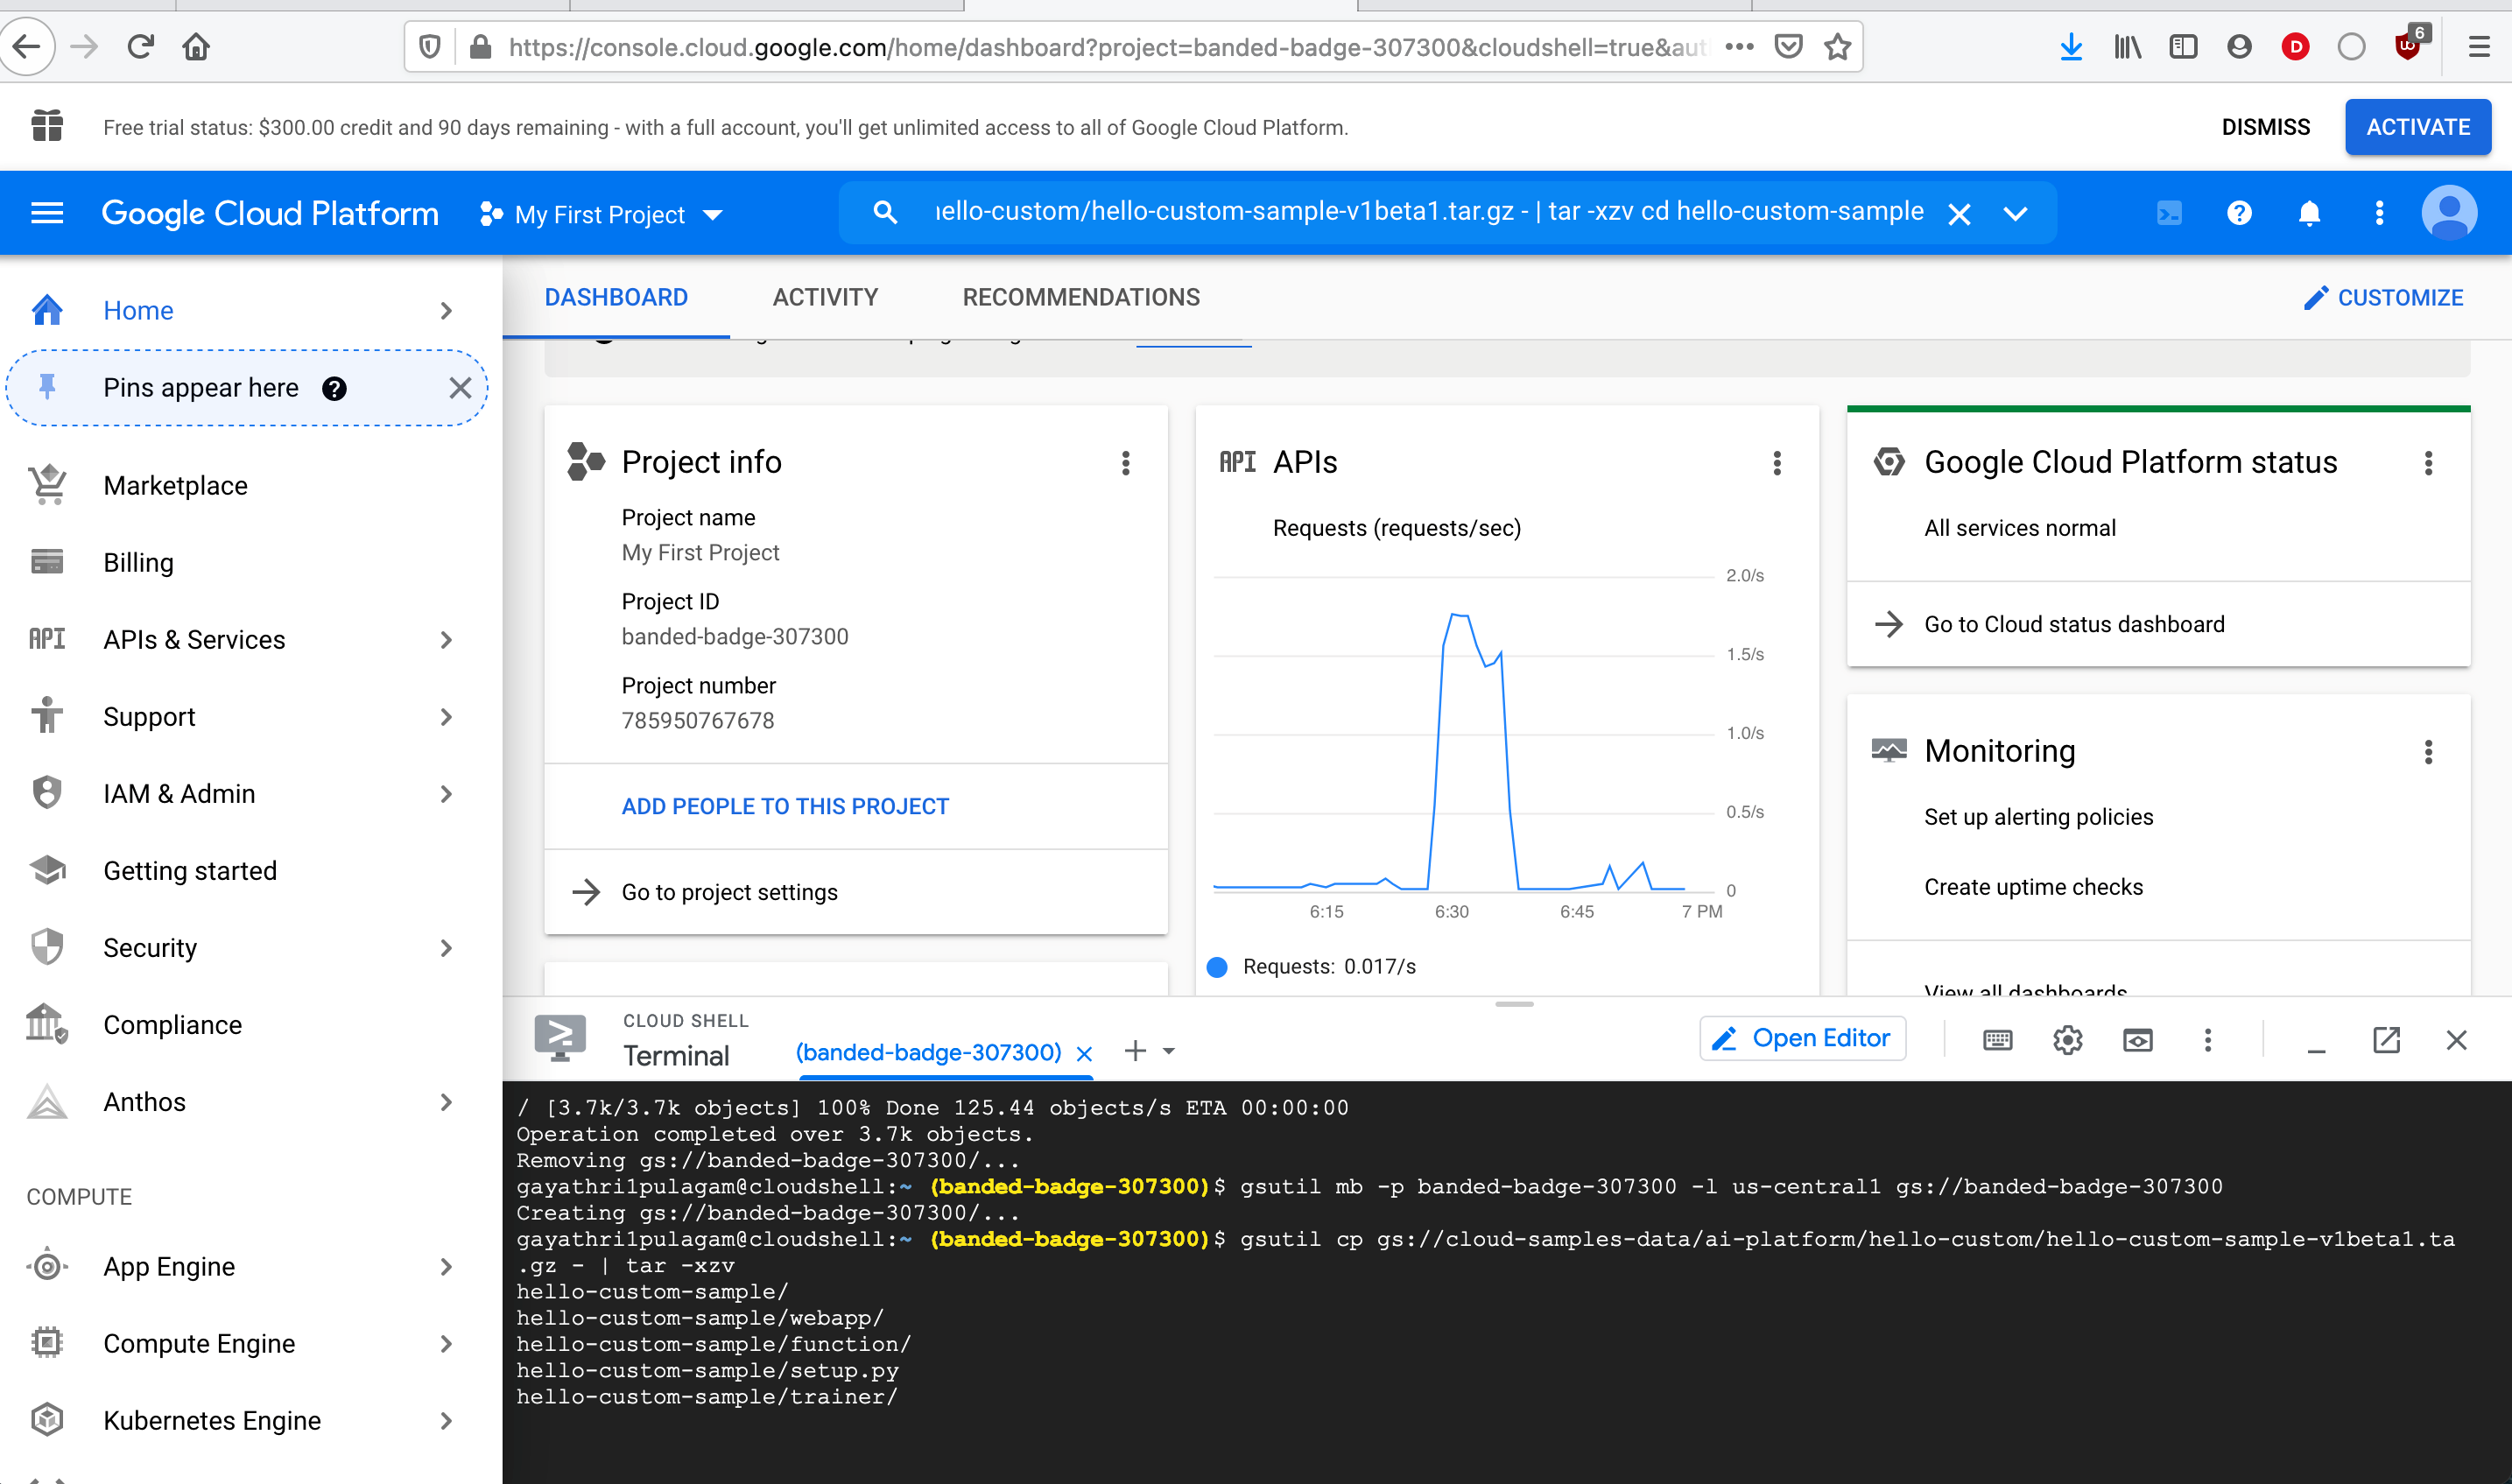 https://console.cloud.google.com/home/dashboard?project=banded-badge-307300&cloudshell=true&aut
D
6
Free trial status: $300.00 credit and 90 days remaining - with a full account, you'll get unlimited access to all of Google Cloud Platform.
DISMISS
ACTIVATE
Google Cloud Platform
My First Project
hello-custom/hello-custom-sample-v1beta1.tar.gz - | tar -xzv cd hello-custom-sample
Home
Pins appear here
Marketplace
Billing
API APIs & Services
Support
IAM & Admin
Getting started
Security
Compliance
Anthos
COMPUTE
App Engine
Compute Engine
Kubernetes Engine
DASHBOARD
ACTIVITY
RECOMMENDATIONS
CUSTOMIZE
Project info
Project name
My First Project
Project ID
banded-badge-307300
Project number
785950767678
ADD PEOPLE TO THIS PROJECT
Go to project settings
API APIs
Requests (requests/sec)
2.0/s
1.5/s
1.0/s
0.5/s
0
6:15
6:30
6:45
7 PM
Requests: 0.017/s
Google Cloud Platform status
All services normal
Go to Cloud status dashboard
Monitoring
Set up alerting policies
Create uptime checks
View all dashboards
CLOUD SHELL
Terminal
(banded-badge-307300)
Open Editor
/ [3.7k/3.7k objects] 100% Done 125.44 objects/s ETA 00:00:00
Operation completed over 3.7k objects.
Removing gs://banded-badge-307300/...
gayathri1pulagam@cloudshell:~ (banded-badge-307300)$ gsutil mb -p banded-badge-307300 -l us-central1 gs://banded-badge-307300
Creating gs://banded-badge-307300/...
gayathri1pulagam@cloudshell:~ (banded-badge-307300)$ gsutil cp gs://cloud-samples-data/ai-platform/hello-custom/hello-custom-sample-v1beta1.ta
.gz - | tar -xzv
hello-custom-sample/
hello-custom-sample/webapp/
hello-custom-sample/function/
hello-custom-sample/setup.py
hello-custom-sample/trainer/